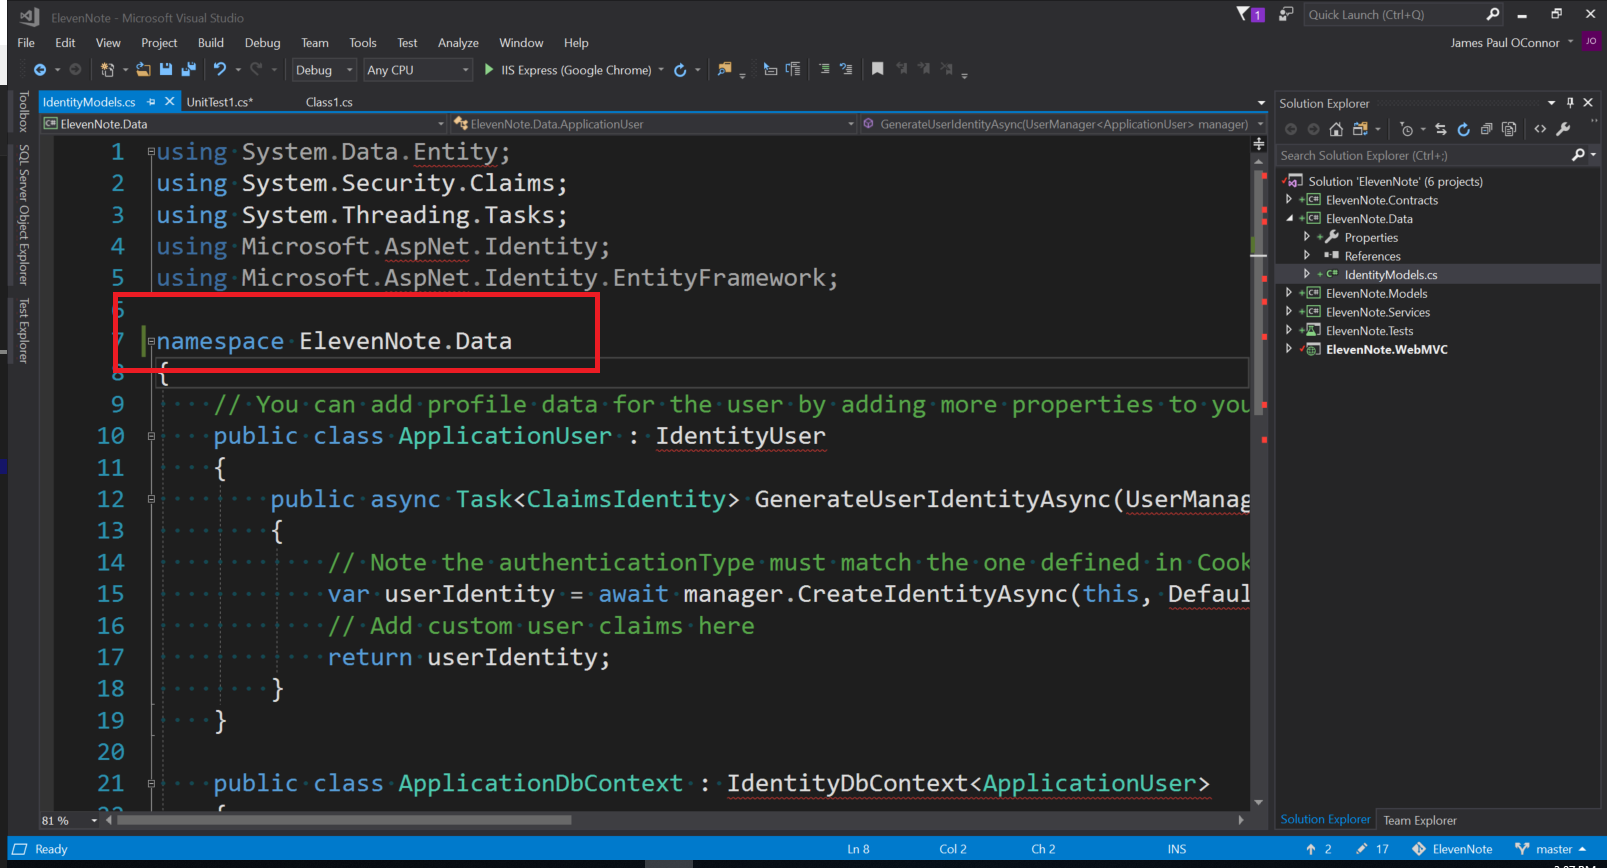 ElevenNote - Microsoft Visual Studio
1
Quick Launch (Ctrl+Q)
File Edit View Project Build Debug Team Tools Test Analyze Window Help
James Paul OConnor JO
Debug Any CPU IIS Express (Google Chrome)
Toolbox
SQL Server Object Explorer
Test Explorer
IdentityModels.cs UnitTest1.cs* Class1.cs
ElevenNote.Data ElevenNote.Data.ApplicationUser GenerateUserIdentityAsync(UserManager<ApplicationUser> manager)
1 using System.Data.Entity;
2 using System.Security.Claims;
3 using System.Threading.Tasks;
4 using Microsoft.AspNet.Identity;
5 using Microsoft.AspNet.Identity.EntityFramework;
6
7 namespace ElevenNote.Data
8 {
9 // You can add profile data for the user by adding more properties to you
10 public class ApplicationUser : IdentityUser
11 {
12 public async Task<ClaimsIdentity> GenerateUserIdentityAsync(UserManag
13 {
14 // Note the authenticationType must match the one defined in Cook
15 var userIdentity = await manager.CreateIdentityAsync(this, Defaul
16 // Add custom user claims here
17 return userIdentity;
18 }
19 }
20
21 public class ApplicationDbContext : IdentityDbContext<ApplicationUser>
22 {
81 %
Solution Explorer
Search Solution Explorer (Ctrl+;)
Solution 'ElevenNote' (6 projects)
ElevenNote.Contracts
ElevenNote.Data
Properties
References
IdentityModels.cs
ElevenNote.Models
ElevenNote.Services
ElevenNote.Tests
ElevenNote.WebMVC
Solution Explorer Team Explorer
Ready Ln 8 Col 2 Ch 2 INS 2 17 ElevenNote master